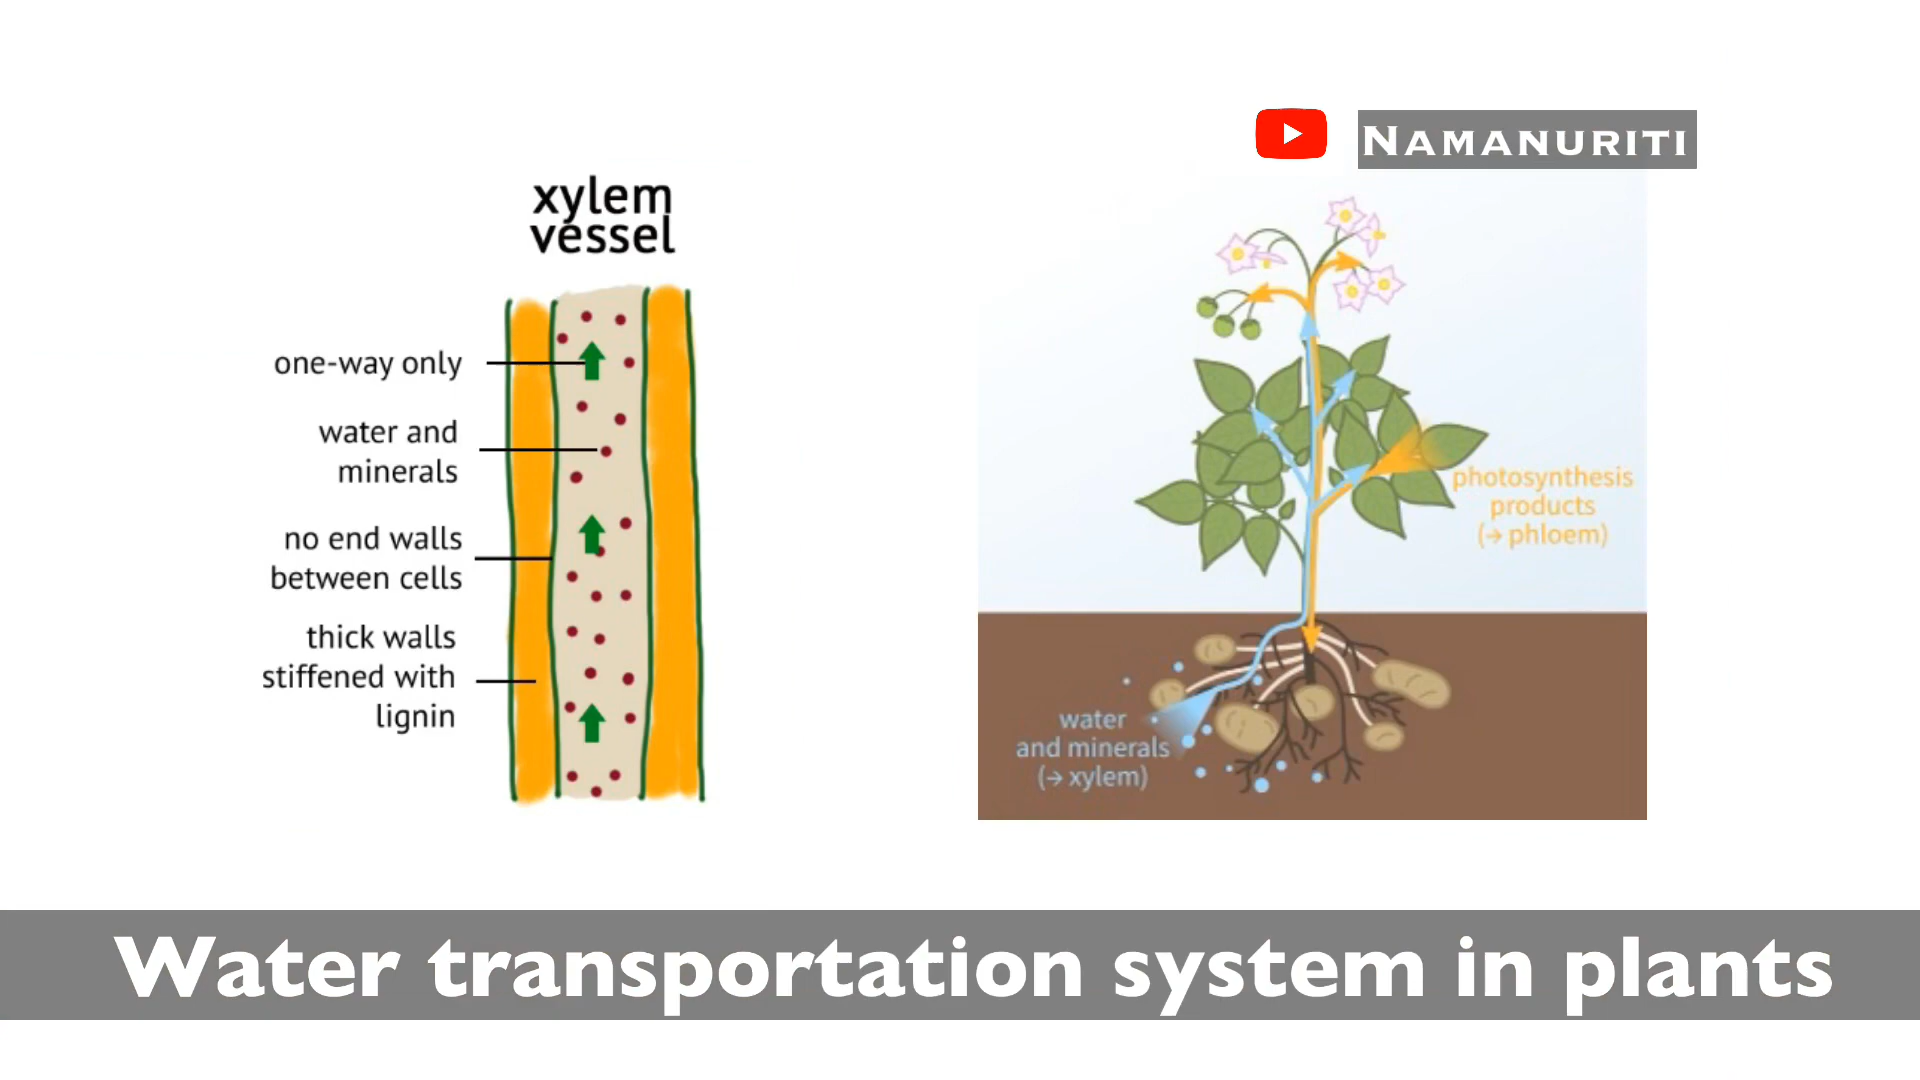 NAMANURITI
xylem
vessel
one-way only
water and
minerals
no end walls
between cells
thick walls
stiffened with
lignin
photosynthesis
products
(→ phloem)
water
and minerals
(→ xylem)
Water transportation system in plants